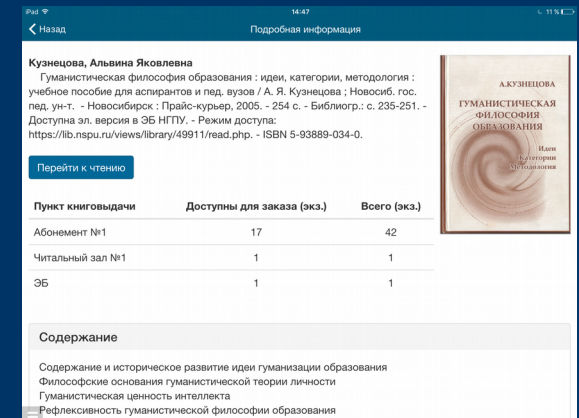 iPad 14:47 11 %
Назад Подробная информация
Кузнецова, Альвина Яковлевна
Гуманистическая философия образования : идеи, категории, методология :
учебное пособие для аспирантов и пед. вузов / А. Я. Кузнецова ; Новосиб. гос.
пед. ун-т. - Новосибирск : Прайс-курьер, 2005. - 254 с. - Библиогр.: с. 235-251. -
Доступна эл. версия в ЭБ НГПУ. - Режим доступа:
https://lib.nspu.ru/views/library/49911/read.php. - ISBN 5-93889-034-0.
Перейти к чтению
А.КУЗНЕЦОВА
ГУМАНИСТИЧЕСКАЯ
ФИЛОСОФИЯ
ОБРАЗОВАНИЯ
Идеи
Категории
Методология
Пункт книговыдачи Доступны для заказа (экз.) Всего (экз.)
Абонемент №1 17 42
Читальный зал №1 1 1
ЭБ 1 1
Содержание
Содержание и историческое развитие идеи гуманизации образования
Философские основания гуманистической теории личности
Гуманистическая ценность интеллекта
Рефлексивность гуманистической философии образования